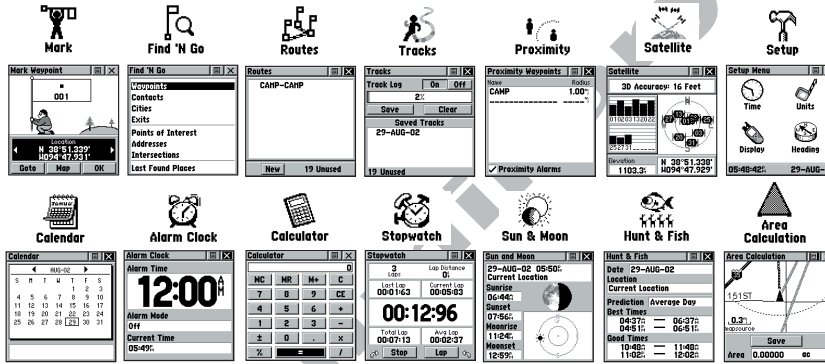 Mark
Find 'N Go
Routes
Tracks
Proximity
Satellite
Setup
Mark Waypoint
001
Location
N 38°51.339'
W094°47.931'
Goto Map OK
Find 'N Go
Waypoints
Contacts
Cities
Exits
Points of Interest
Addresses
Intersections
Last Found Places
Routes
CAMP-CAMP
New 19 Unused
Tracks
Track Log On Off
2%
Save Clear
Saved Tracks
29-AUG-02
19 Unused
Proximity Waypoints
Name Radius
CAMP 1.00
Proximity Alarms
Satellite
3D Accuracy: 16 Feet
01 02 03 13 20 22
25 27 31
Elevation
1103.3
N 38°51.338'
W094°47.929'
Setup Menu
Time Units
Display Heading
05:48:42 29-AUG-
Calendar
Alarm Clock
Calculator
Stopwatch
Sun & Moon
Hunt & Fish
Area
Calculation
Calendar
AUG-02
S M T W T F S
1 2 3
4 5 6 7 8 9 10
11 12 13 14 15 16 17
18 19 20 21 22 23 24
25 26 27 28 29 30 31
Alarm Clock
Alarm Time
12:00 AM
Alarm Mode
Off
Current Time
05:49
Calculator
0
MC MR M+ C
7 8 9 CE
4 5 6 +
1 2 3 -
± 0 . x
% = /
Stopwatch
3
Laps
Lap Distance
0
Last Lap
00:01:63
Current Lap
00:05:03
00:12:96
Total Lap
00:07:13
Avg Lap
00:02:37
Stop Lap
Sun and Moon
29-AUG-02 05:50
Current Location
Sunrise
06:44
Sunset
07:56
Moonrise
11:24
Moonset
12:59
Hunt & Fish
Date 29-AUG-02
Location
Current Location
Prediction Average Day
Best Times
04:37 — 06:37
04:51 — 06:51
Good Times
10:48 — 11:48
11:02 — 12:02
Area Calculation
151ST
0.3
mapsource
Save
Area 0.00000 ac